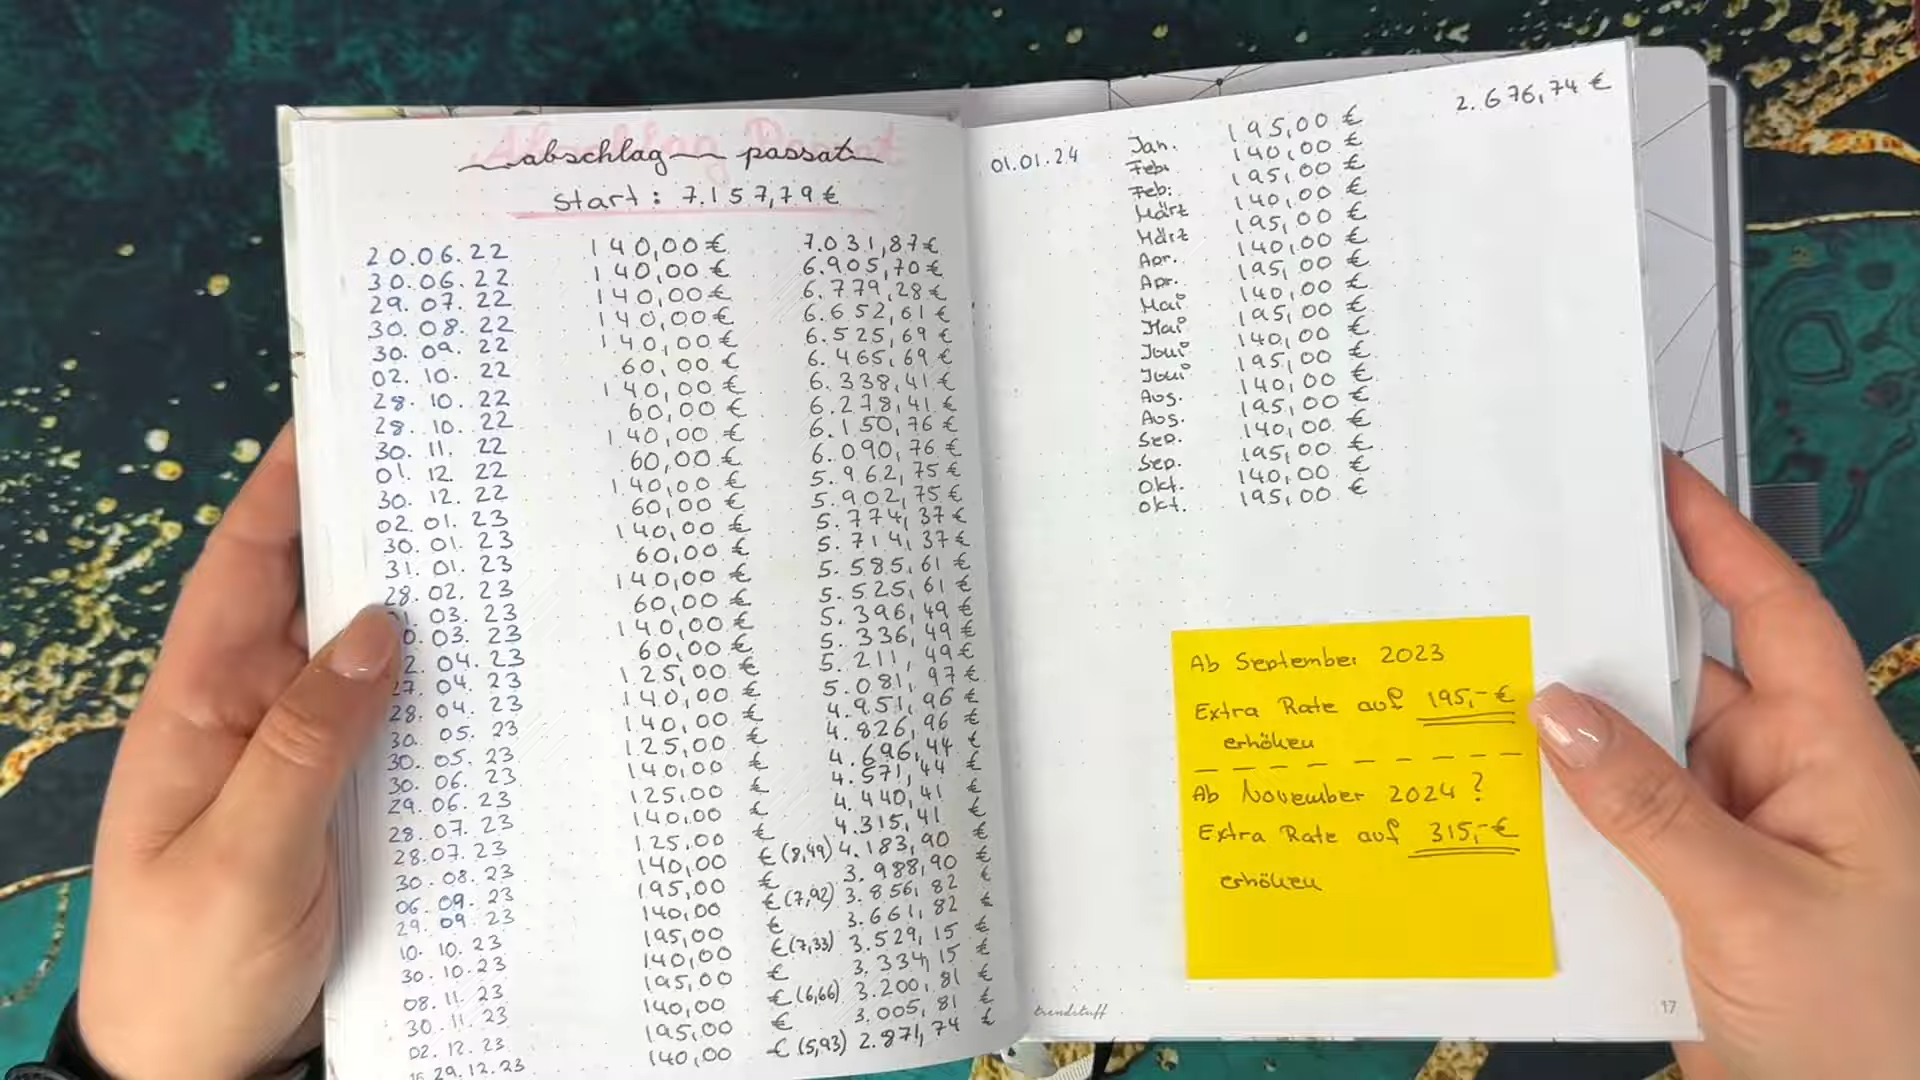 abschlag passat
Start: 7.157,79 €
20.06.22 140,00 € 7.031,87 €
30.06.22 140,00 € 6.905,70 €
29.07.22 140,00 € 6.779,28 €
30.08.22 140,00 € 6.652,61 €
30.09.22 140,00 € 6.525,69 €
02.10.22 60,00 € 6.465,69 €
28.10.22 140,00 € 6.338,41 €
28.10.22 60,00 € 6.278,41 €
30.11.22 140,00 € 6.150,76 €
01.12.22 60,00 € 6.090,76 €
30.12.22 140,00 € 5.962,75 €
02.01.23 60,00 € 5.902,75 €
30.01.23 140,00 € 5.774,37 €
31.01.23 60,00 € 5.714,37 €
28.02.23 140,00 € 5.585,61 €
1.03.23 60,00 € 5.525,61 €
0.03.23 140,00 € 5.396,49 €
2.04.23 60,00 € 5.336,49 €
27.04.23 125,00 € 5.211,49 €
28.04.23 140,00 € 5.081,97 €
30.05.23 140,00 € 4.951,96 €
30.05.23 125,00 € 4.826,96 €
30.06.23 140,00 € 4.696,44 €
29.06.23 125,00 € 4.571,44 €
28.07.23 140,00 € 4.440,41 €
28.07.23 125,00 € 4.315,41 €
30.08.23 140,00 € (8,49) 4.183,90 €
06.09.23 195,00 € 3.988,90 €
29.09.23 140,00 € (7,92) 3.856,82 €
10.10.23 195,00 € 3.661,82 €
30.10.23 140,00 € (7,33) 3.529,15 €
08.11.23 195,00 € 3.334,15 €
30.11.23 140,00 € (6,66) 3.200,81 €
02.12.23 195,00 € 3.005,81 €
29.12.23 140,00 € (5,93) 2.871,74 €
16
01.01.24 Jan. 195,00 € 2.676,74 €
Feb. 140,00 €
Feb. 195,00 €
März 140,00 €
März 195,00 €
Apr. 140,00 €
Apr. 195,00 €
Mai 140,00 €
Mai 195,00 €
Juni 140,00 €
Juni 195,00 €
Aug. 140,00 €
Aug. 195,00 €
Sep. 140,00 €
Sep. 195,00 €
Okt. 140,00 €
Okt. 195,00 €
Ab September 2023
Extra Rate auf 195,- €
erhöhen
Ab November 2024 ?
Extra Rate auf 315,- €
erhöhen
trendstuff
17